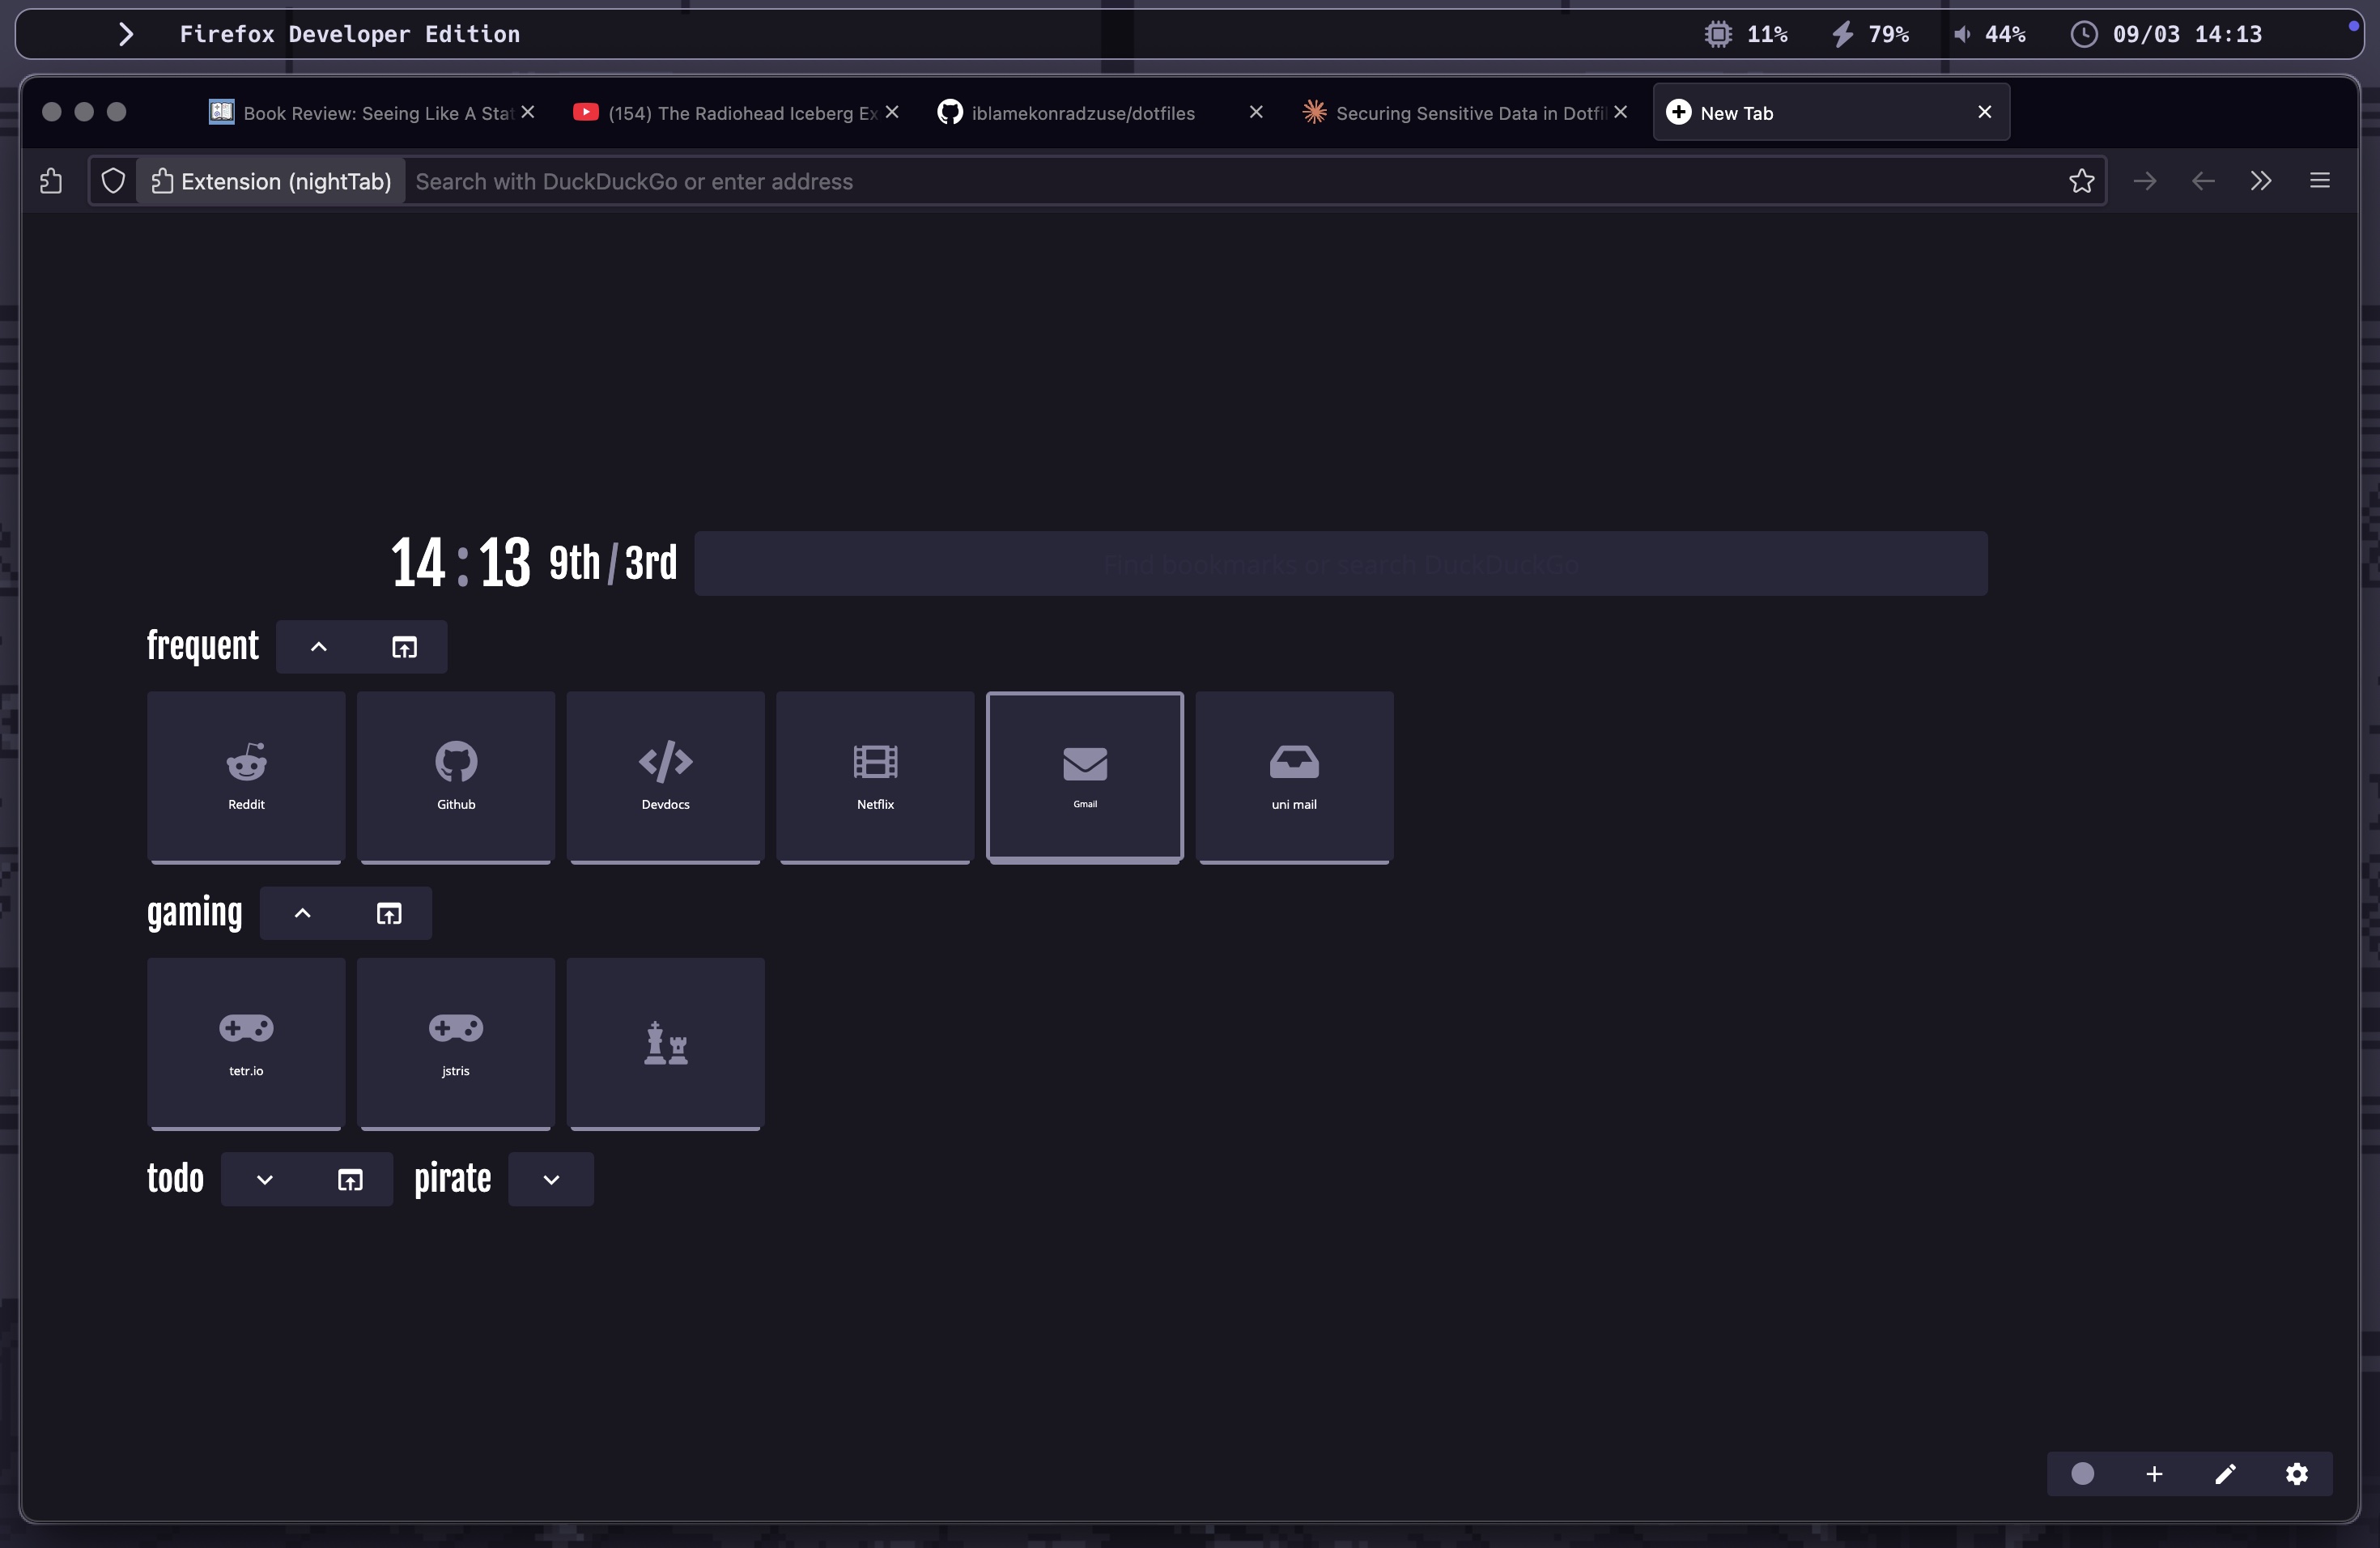 Firefox Developer Edition 11% 79% 44% 09/03 14:13
Book Review: Seeing Like A Stat (154) The Radiohead Iceberg Ex iblamekonradzuse/dotfiles Securing Sensitive Data in Dotfil New Tab
Extension (nightTab) Search with DuckDuckGo or enter address
14:13 9th/3rd Find bookmarks or search DuckDuckGo
frequent
Reddit Github Devdocs Netflix Gmail uni mail
gaming
tetr.io jstris
todo pirate